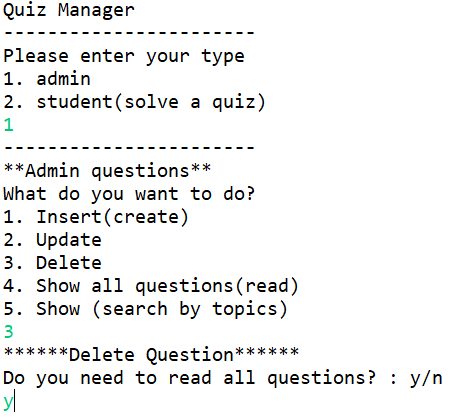 Quiz Manager
------------------------
Please enter your type
1. admin
2. student(solve a quiz)
1
------------------------
**Admin questions**
What do you want to do?
1. Insert(create)
2. Update
3. Delete
4. Show all questions(read)
5. Show (search by topics)
3
******Delete Question******
Do you need to read all questions? : y/n
y